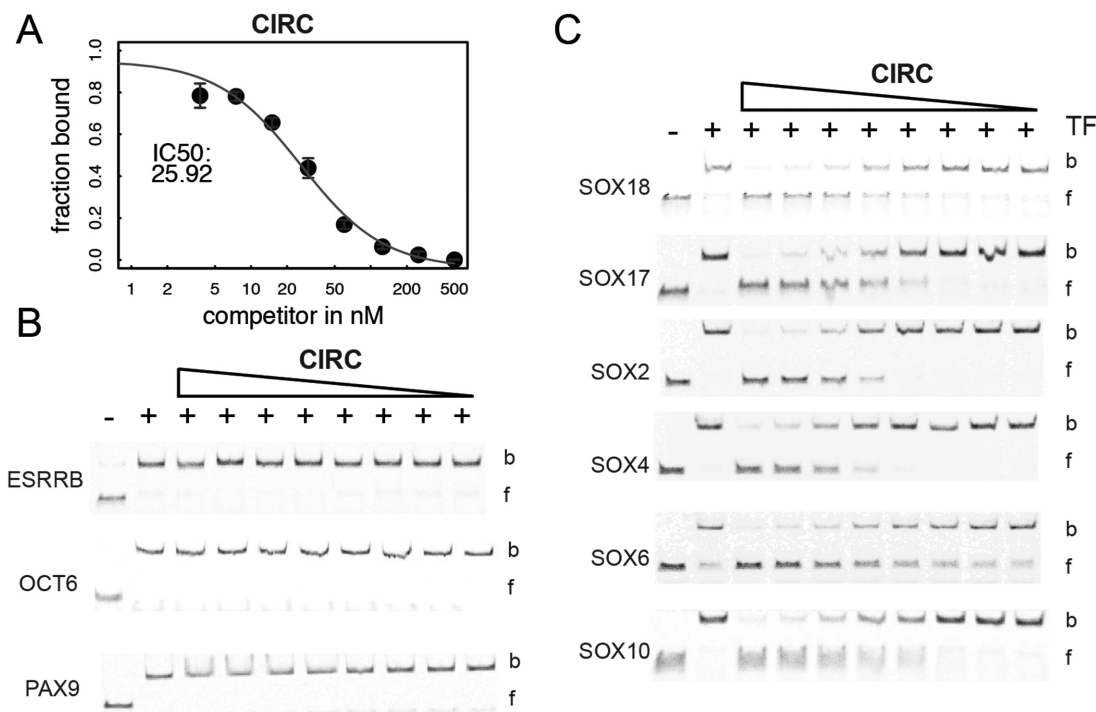 A
CIRC
fraction bound
1.0
0.8
0.6
0.4
0.2
0.0
IC50:
25.92
1 2 5 10 20 50 200 500
competitor in nM
B
CIRC
- + + + + + + + + +
ESRRB b
f
OCT6 b
f
PAX9 b
f
C
CIRC
- + + + + + + + + + TF
SOX18 b
f
SOX17 b
f
SOX2 b
f
SOX4 b
f
SOX6 b
f
SOX10 b
f